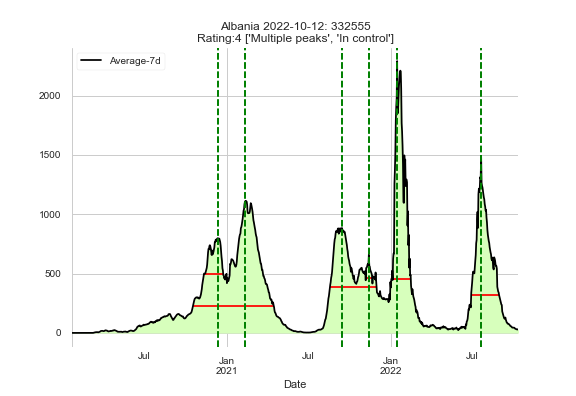 Albania 2022-10-12: 332555
Rating:4 ['Multiple peaks', 'In control']
Average-7d
2000
1500
1000
500
0
Jul
Jan
2021
Jul
Jan
2022
Jul
Date